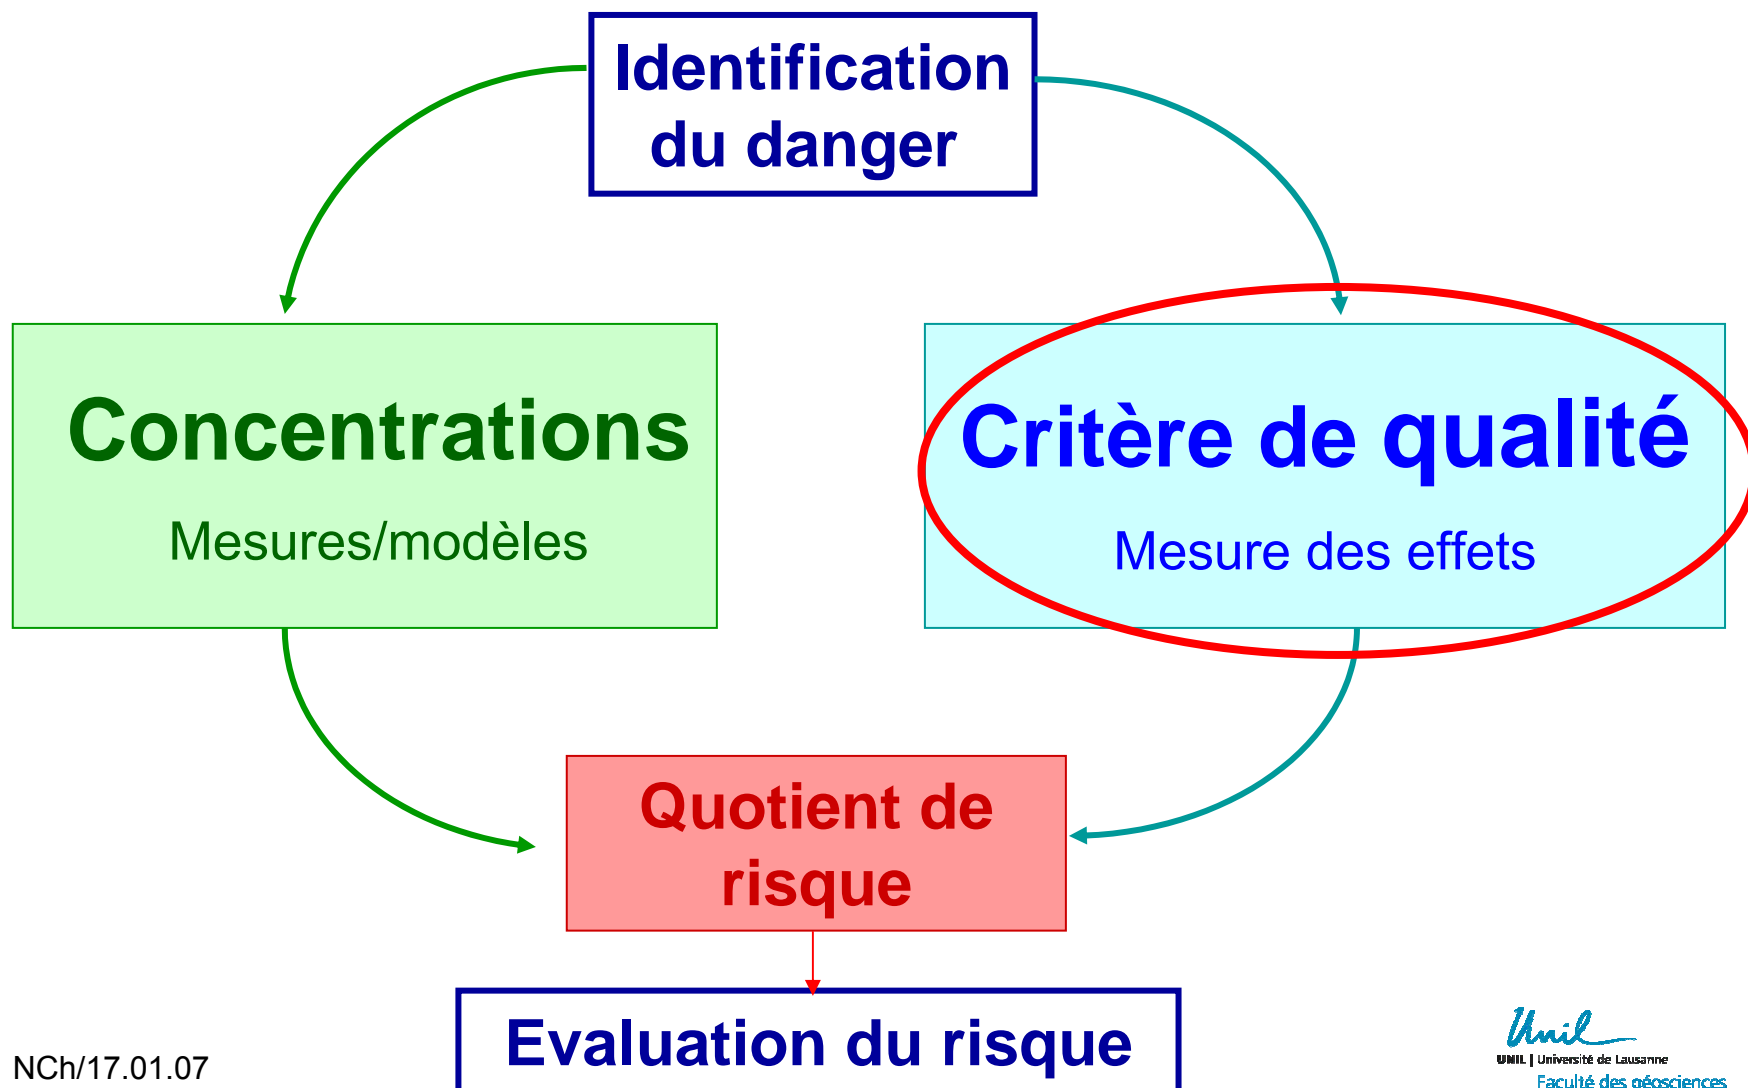 Identification
du danger
Concentrations
Mesures/modèles
Critère de qualité
Mesure des effets
Quotient de
risque
Evaluation du risque
NCh/17.01.07
Unil
UNIL | Université de Lausanne
Faculté des géosciences